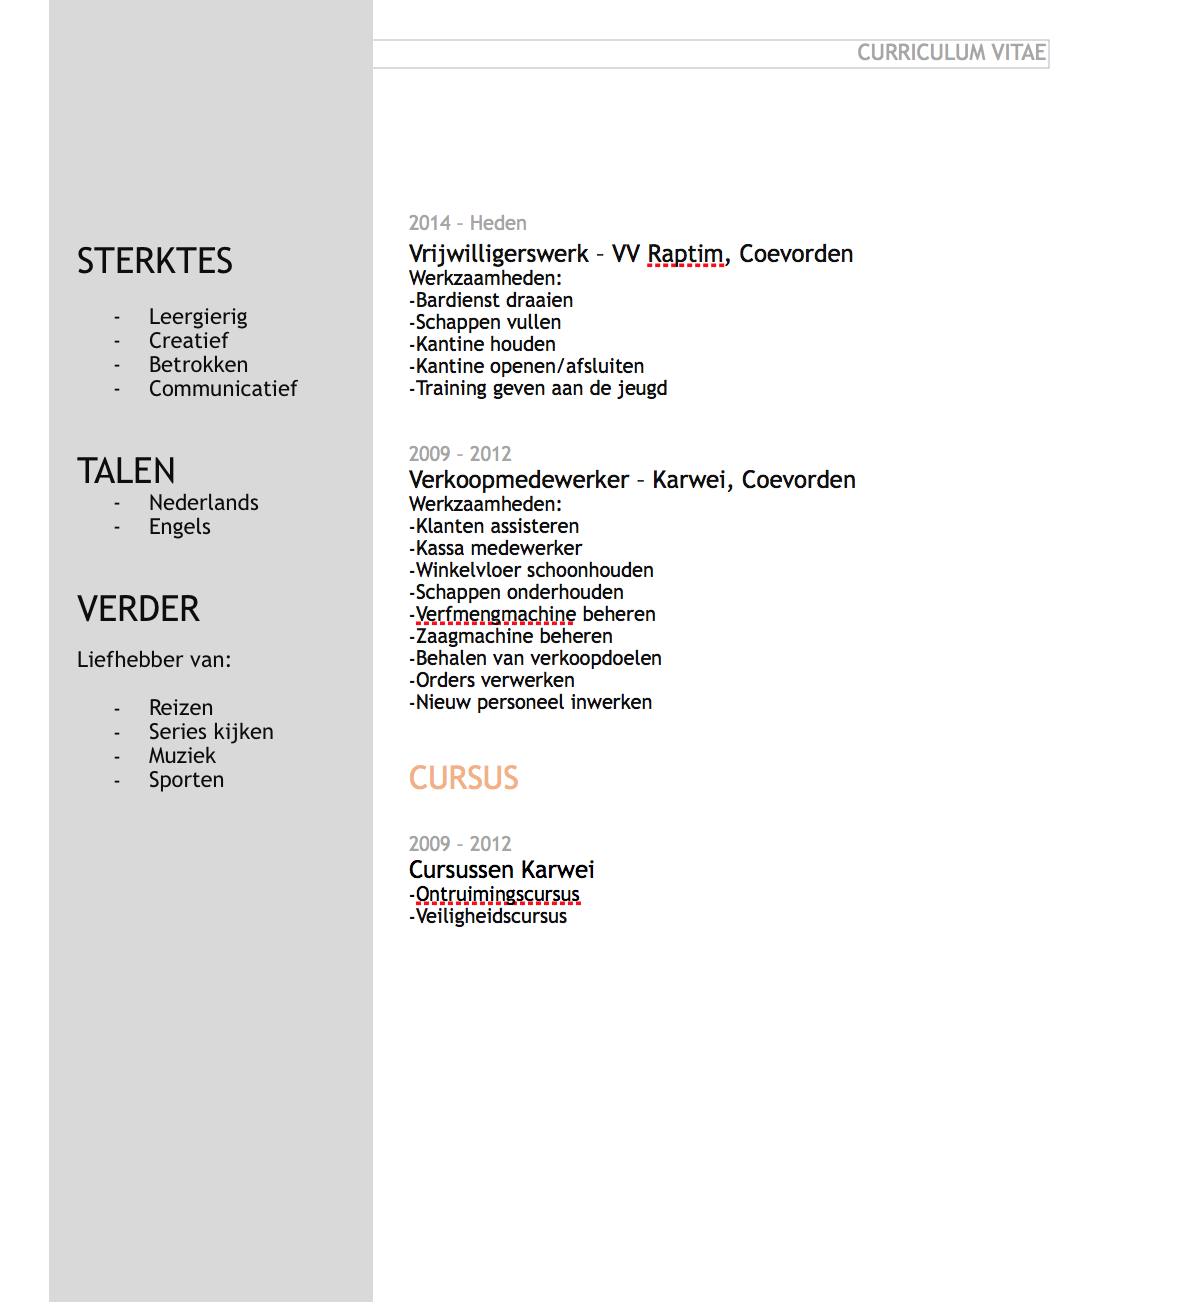 CURRICULUM VITAE
STERKTES
- Leergierig
- Creatief
- Betrokken
- Communicatief
TALEN
- Nederlands
- Engels
VERDER
Liefhebber van:
- Reizen
- Series kijken
- Muziek
- Sporten
2014 – Heden
Vrijwilligerswerk – VV Raptim, Coevorden
Werkzaamheden:
-Bardienst draaien
-Schappen vullen
-Kantine houden
-Kantine openen/afsluiten
-Training geven aan de jeugd
2009 – 2012
Verkoopmedewerker – Karwei, Coevorden
Werkzaamheden:
-Klanten assisteren
-Kassa medewerker
-Winkelvloer schoonhouden
-Schappen onderhouden
-Verfmengmachine beheren
-Zaagmachine beheren
-Behalen van verkoopdoelen
-Orders verwerken
-Nieuw personeel inwerken
CURSUS
2009 – 2012
Cursussen Karwei
-Ontruimingscursus
-Veiligheidscursus